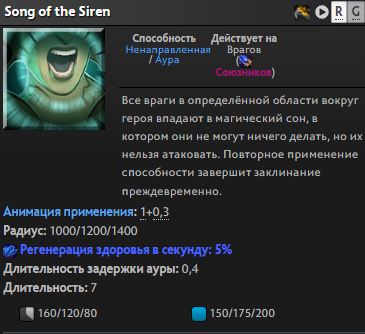 Song of the Siren
R G
Способность
Действует на
Ненаправленная
/ Аура
Врагов
(
Союзников)
Все враги в определённой области вокруг
героя впадают в магический сон, в
котором они не могут ничего делать, но их
нельзя атаковать. Повторное применение
способности завершит заклинание
преждевременно.
Анимация применения: 1+0,3
Радиус: 1000/1200/1400
Регенерация здоровья в секунду: 5%
Длительность задержки ауры: 0,4
Длительность: 7
160/120/80
150/175/200